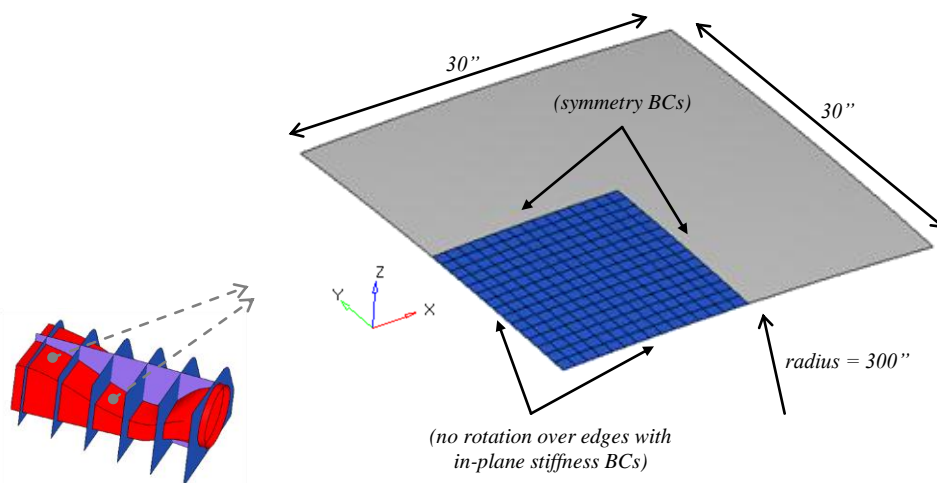 30”
30”
(symmetry BCs)
Z
Y
X
radius = 300”
(no rotation over edges with
in-plane stiffness BCs)